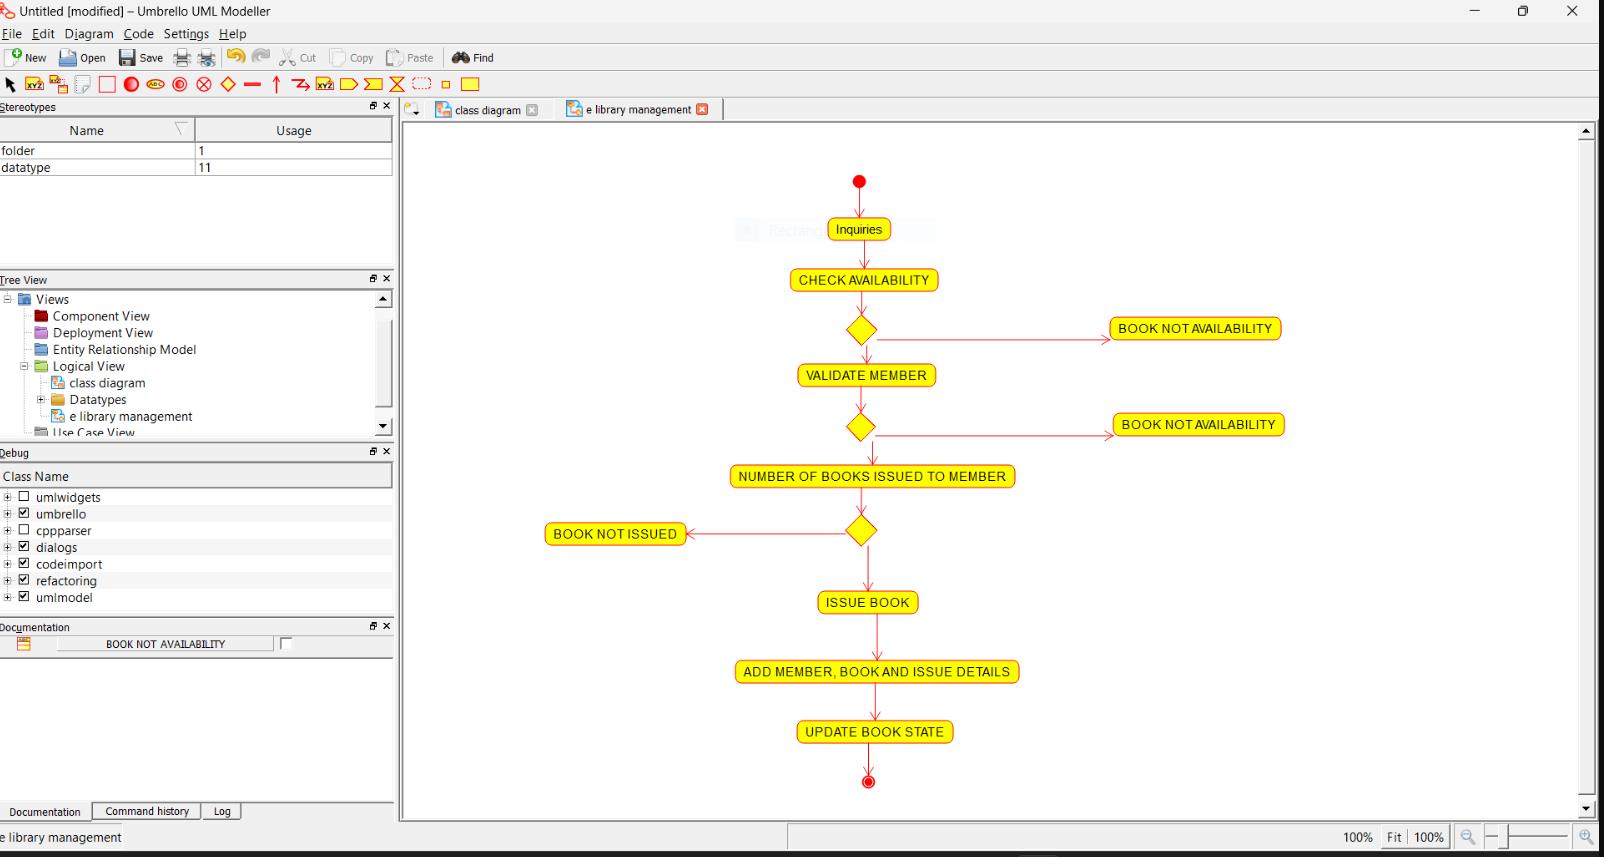 Untitled [modified] – Umbrello UML Modeller
File Edit Diagram Code Settings Help
New Open Save Cut Copy Paste Find
Stereotypes
Name Usage
folder 1
datatype 11
Tree View
Views
Component View
Deployment View
Entity Relationship Model
Logical View
class diagram
Datatypes
e library management
Use Case View
Debug
Class Name
umlwidgets
umbrello
cppparser
dialogs
codeimport
refactoring
umlmodel
Documentation
BOOK NOT AVAILABILITY
Documentation Command history Log
e library management
class diagram e library management
Inquiries
CHECK AVAILABILITY
BOOK NOT AVAILABILITY
VALIDATE MEMBER
BOOK NOT AVAILABILITY
NUMBER OF BOOKS ISSUED TO MEMBER
BOOK NOT ISSUED
ISSUE BOOK
ADD MEMBER, BOOK AND ISSUE DETAILS
UPDATE BOOK STATE
100% Fit 100%